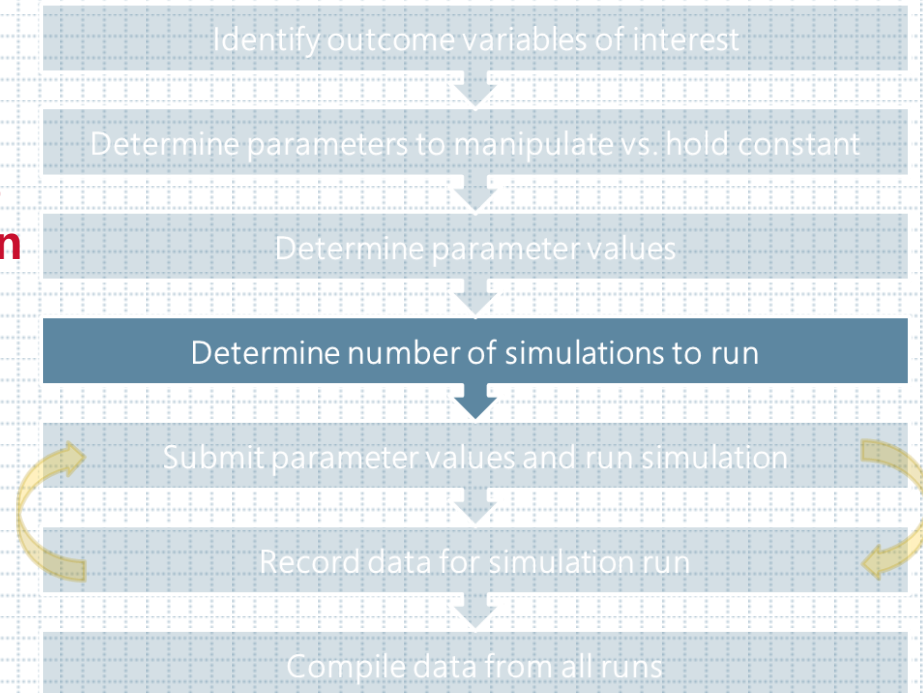 Identify outcome variables of interest
Determine parameters to manipulate vs. hold constant
n
Determine parameter values
Determine number of simulations to run
Submit parameter values and run simulation
Record data for simulation run
Compile data from all runs